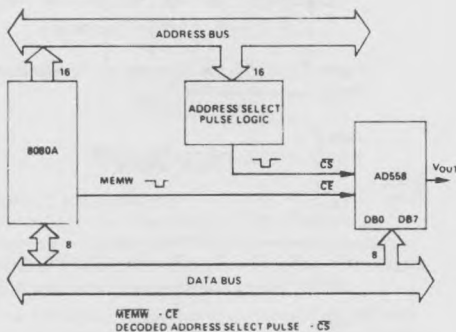 ADDRESS BUS
16
16
8080A
ADDRESS SELECT
PULSE LOGIC
MEMW
CS
CE
AD558
VOUT
DB0 DB7
8
8
DATA BUS
MEMW - CE
DECODED ADDRESS SELECT PULSE - CS